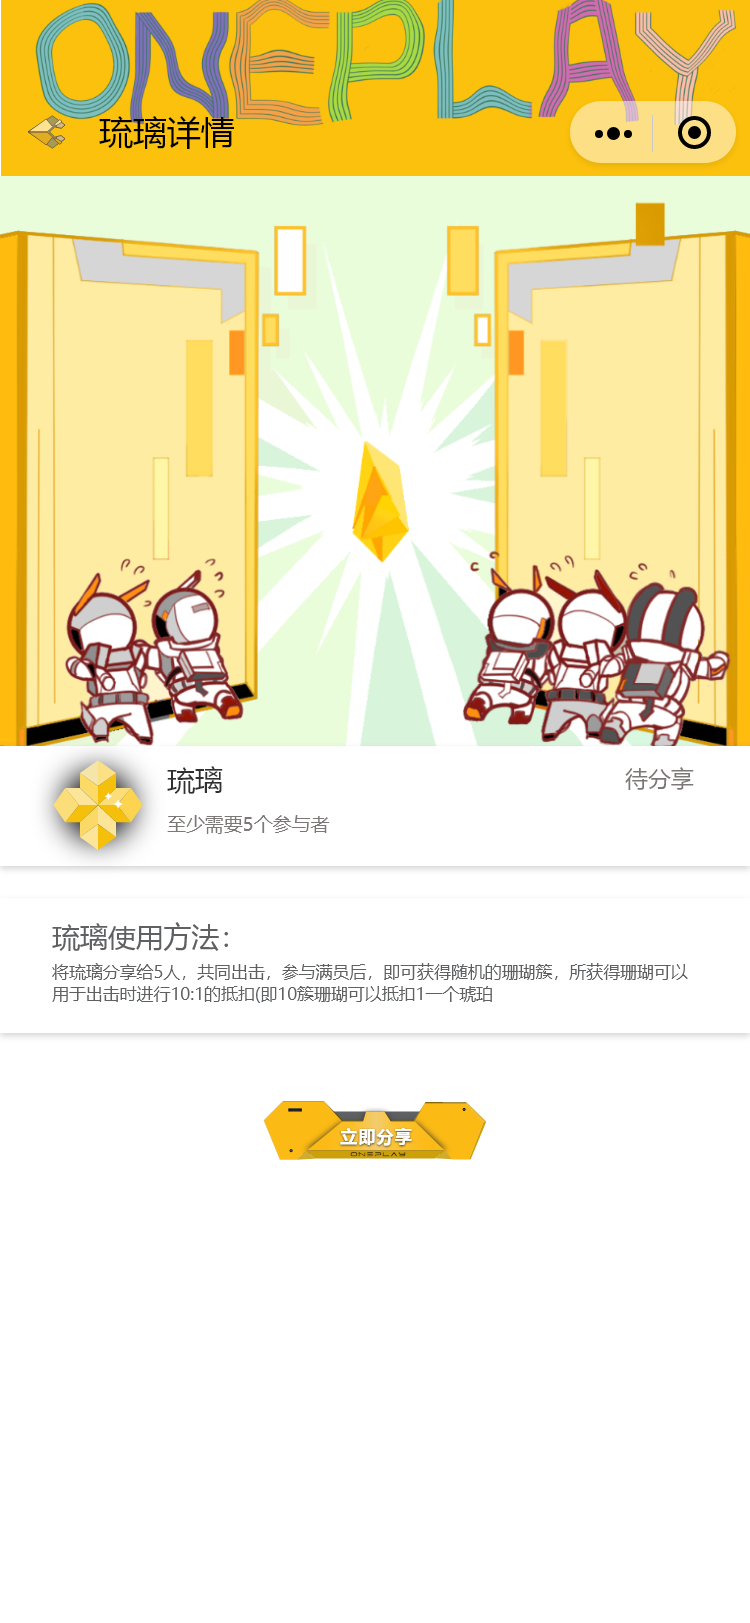 ONEPLAY
琉璃详情
琉璃
待分享
至少需要5个参与者
琉璃使用方法：
将琉璃分享给5人，共同出击，参与满员后，即可获得随机的珊瑚簇，所获得珊瑚可以
用于出击时进行10:1的抵扣(即10簇珊瑚可以抵扣1一个琥珀
立即分享
ONEPLAY